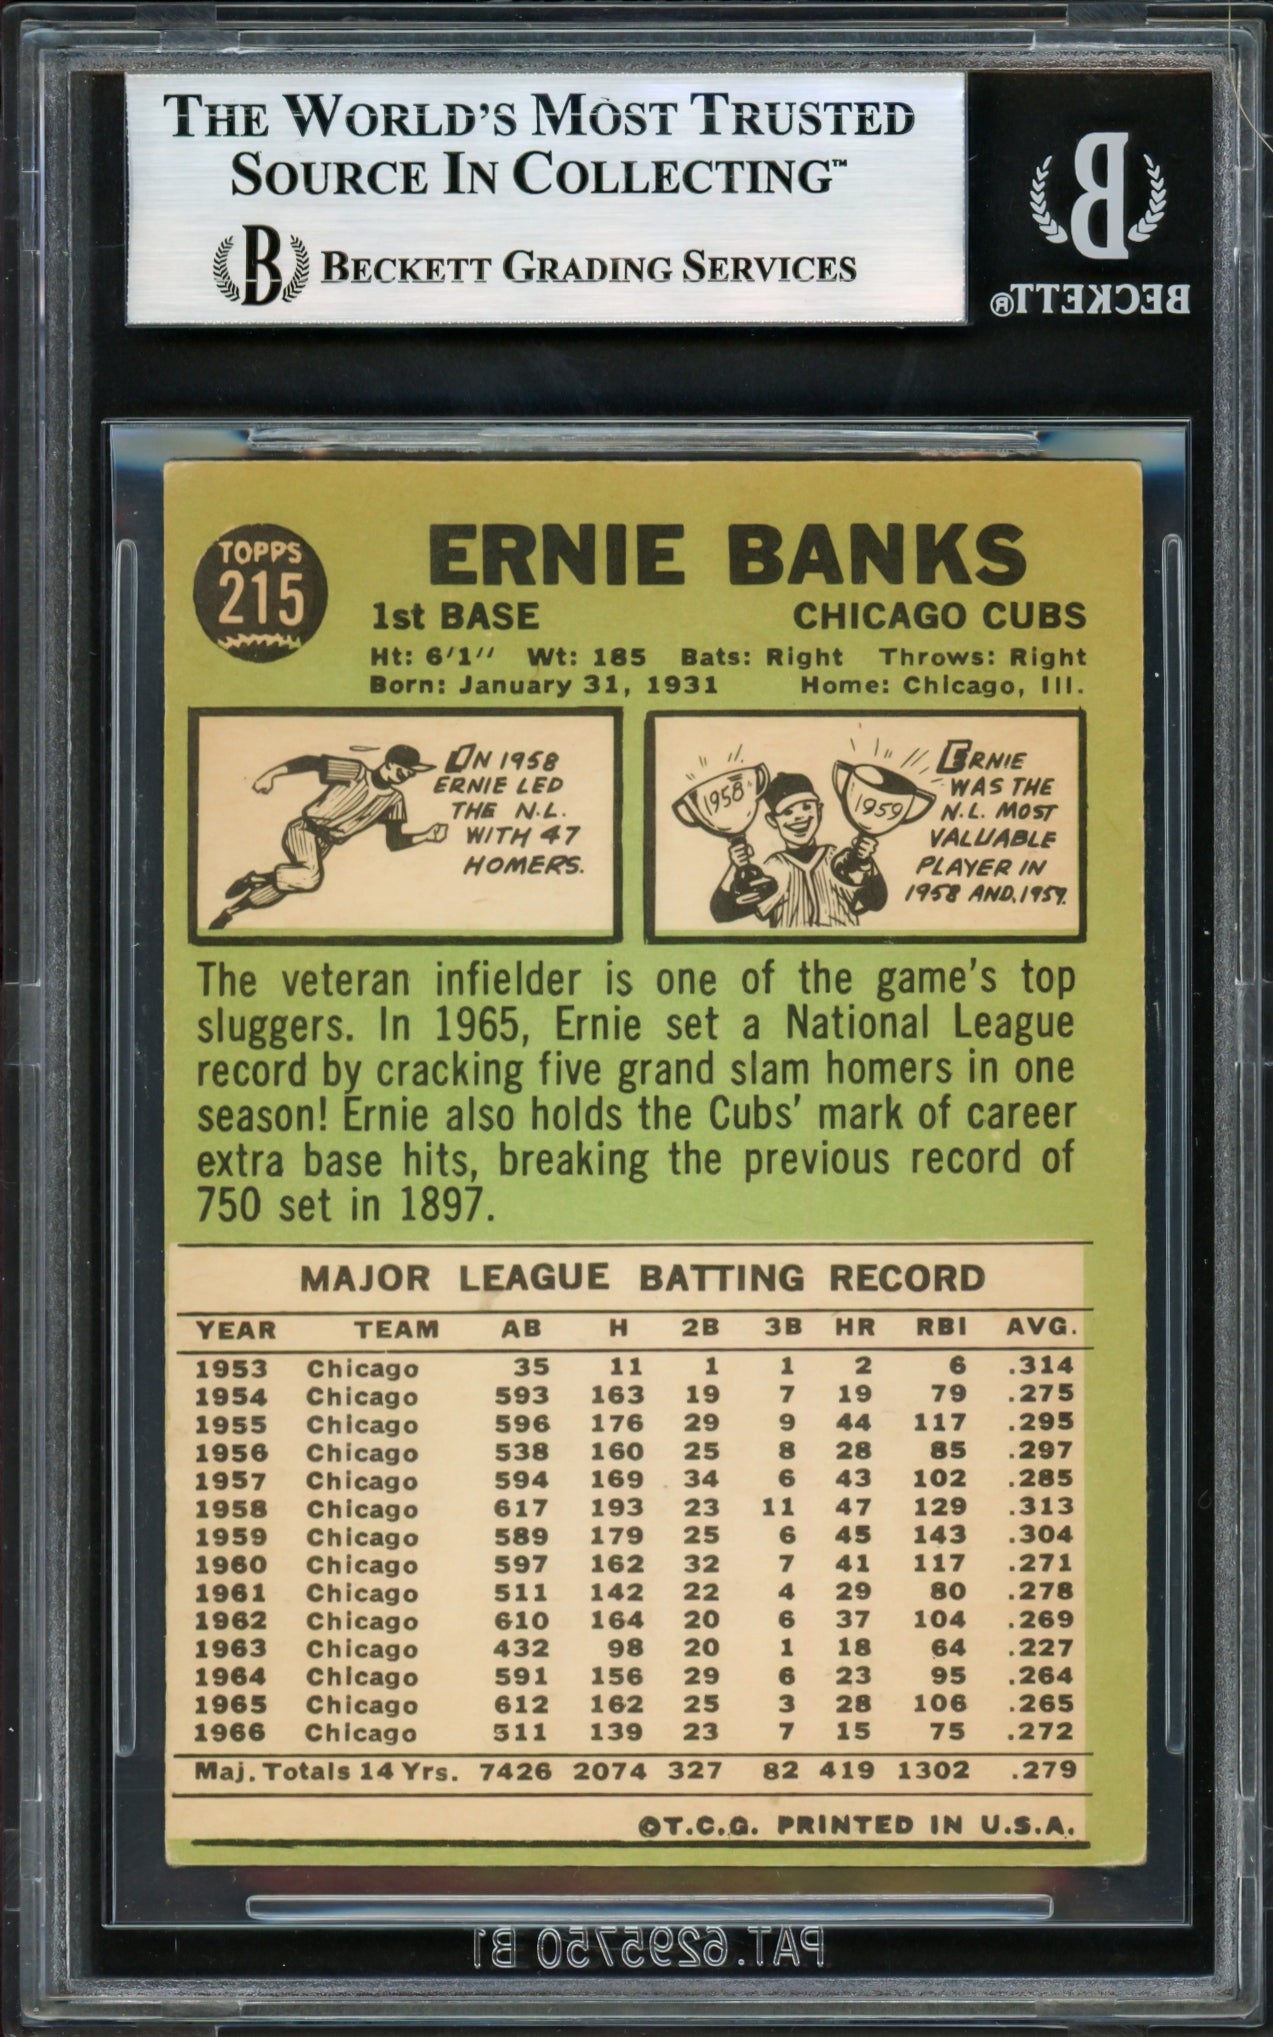 THE WORLD'S MOST TRUSTED
SOURCE IN COLLECTING™
B BECKETT GRADING SERVICES
B
BECKETT®
TOPPS
215
ERNIE BANKS
1st BASE CHICAGO CUBS
Ht: 6'1" Wt: 185 Bats: Right Throws: Right
Born: January 31, 1931 Home: Chicago, Ill.
IN 1958
ERNIE LED
THE N.L.
WITH 47
HOMERS.
1958
1959
ERNIE
WAS THE
N.L. MOST
VALUABLE
PLAYER IN
1958 AND 1959.
The veteran infielder is one of the game's top
sluggers. In 1965, Ernie set a National League
record by cracking five grand slam homers in one
season! Ernie also holds the Cubs' mark of career
extra base hits, breaking the previous record of
750 set in 1897.
MAJOR LEAGUE BATTING RECORD
YEAR TEAM AB H 2B 3B HR RBI AVG.
1953 Chicago 35 11 1 1 2 6 .314
1954 Chicago 593 163 19 7 19 79 .275
1955 Chicago 596 176 29 9 44 117 .295
1956 Chicago 538 160 25 8 28 85 .297
1957 Chicago 594 169 34 6 43 102 .285
1958 Chicago 617 193 23 11 47 129 .313
1959 Chicago 589 179 25 6 45 143 .304
1960 Chicago 597 162 32 7 41 117 .271
1961 Chicago 511 142 22 4 29 80 .278
1962 Chicago 610 164 20 6 37 104 .269
1963 Chicago 432 98 20 1 18 64 .227
1964 Chicago 591 156 29 6 23 95 .264
1965 Chicago 612 162 25 3 28 106 .265
1966 Chicago 511 139 23 7 15 75 .272
Maj. Totals 14 Yrs. 7426 2074 327 82 419 1302 .279
©T.C.G. PRINTED IN U.S.A.
PAT.6295750 B1